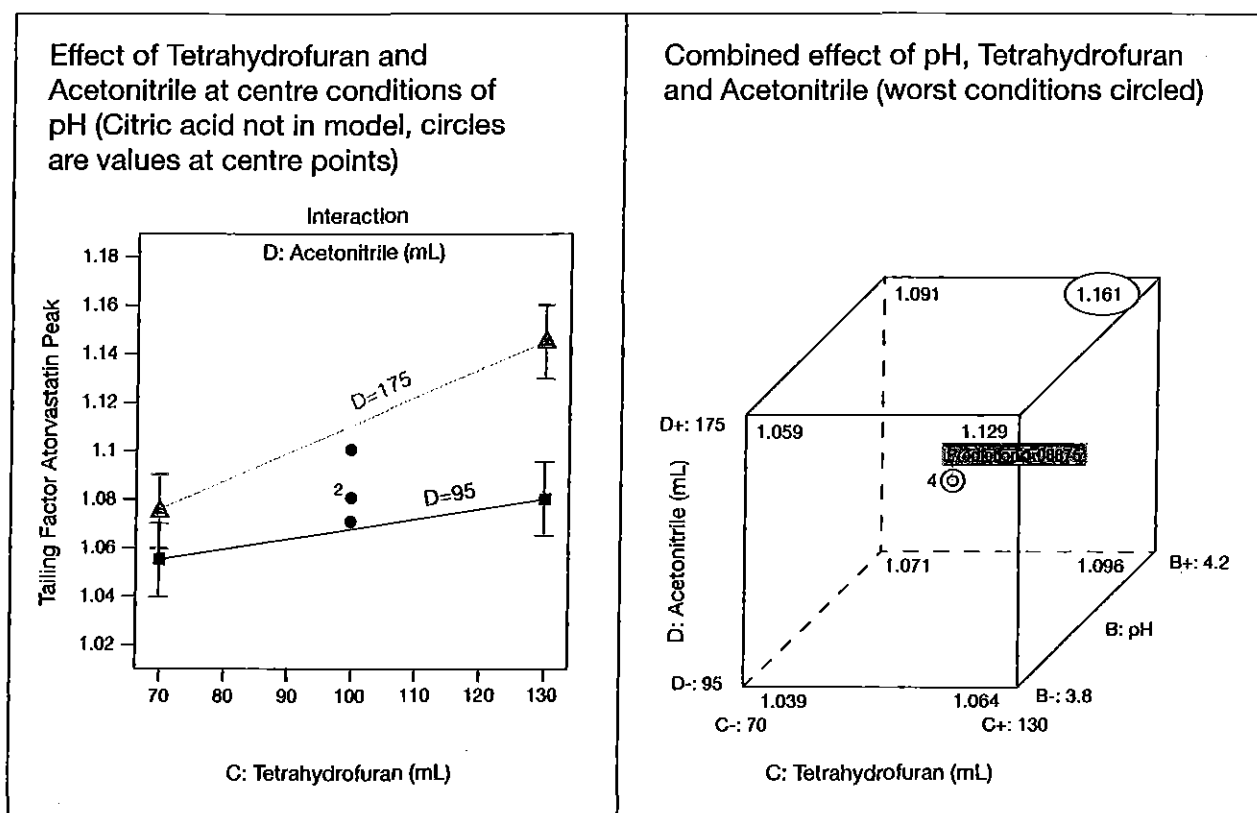 Effect of Tetrahydrofuran and
Acetonitrile at centre conditions of
pH (Citric acid not in model, circles
are values at centre points)
Interaction
D: Acetonitrile (mL)
Tailing Factor Atorvastatin Peak
1.18
1.16
1.14
1.12
1.1
1.08
1.06
1.04
1.02
D=175
2
D=95
70
80
90
100
110
120
130
C: Tetrahydrofuran (mL)
Combined effect of pH, Tetrahydrofuran
and Acetonitrile (worst conditions circled)
1.091
1.161
D+: 175
1.059
1.129
4
D: Acetonitrile (mL)
1.071
1.096
B+: 4.2
B: pH
D-: 95
1.039
1.064
B-: 3.8
C-: 70
C+: 130
C: Tetrahydrofuran (mL)